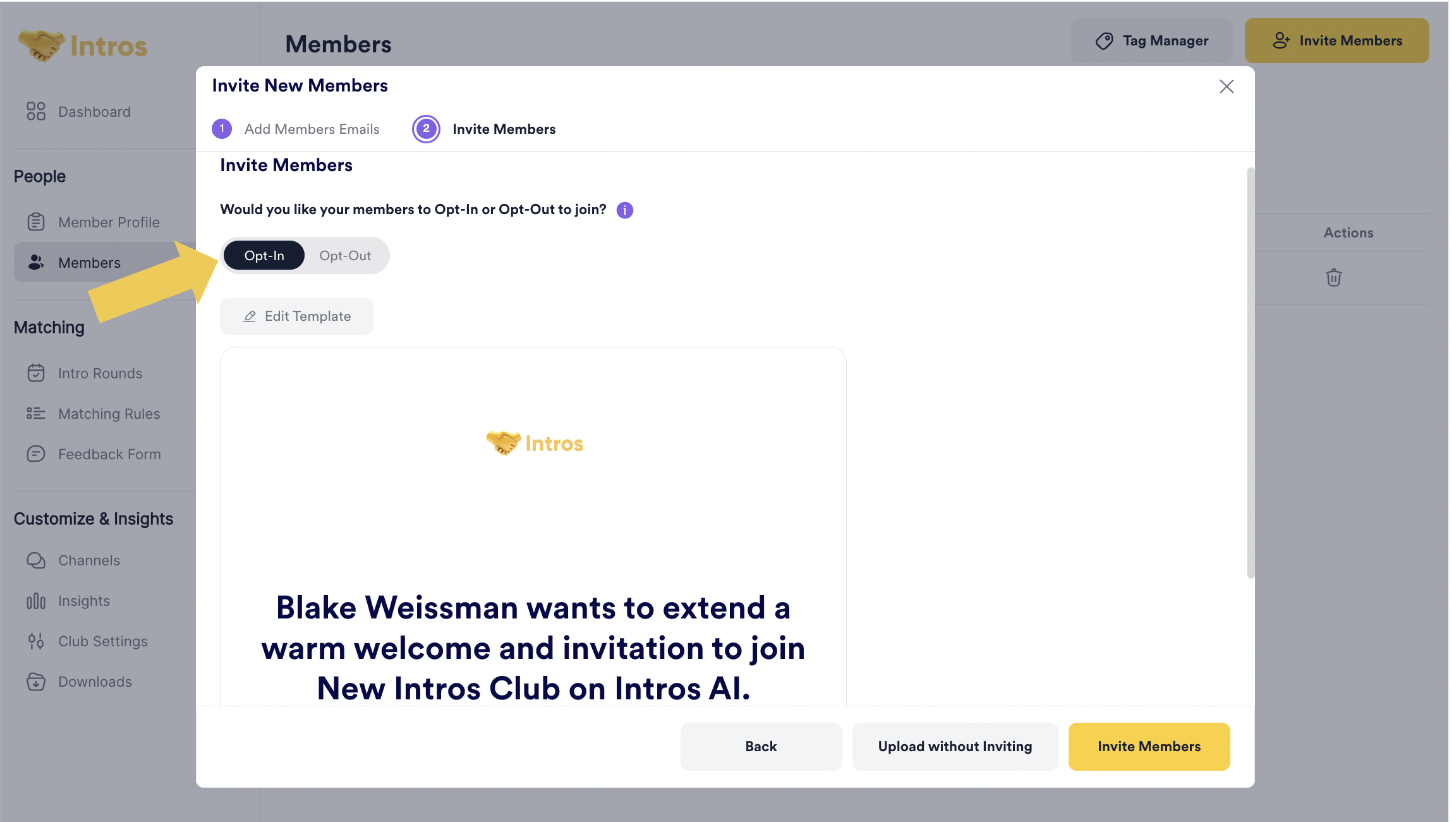 Intros
Members
Tag Manager
Invite Members
Dashboard
People
Member Profile
Members
Matching
Intro Rounds
Matching Rules
Feedback Form
Customize & Insights
Channels
Insights
Club Settings
Downloads
Invite New Members
1 Add Members Emails 2 Invite Members
Invite Members
Would you like your members to Opt-In or Opt-Out to join? i
Opt-In Opt-Out
Edit Template
Intros
Blake Weissman wants to extend a
warm welcome and invitation to join
New Intros Club on Intros AI.
Back Upload without Inviting Invite Members
Actions